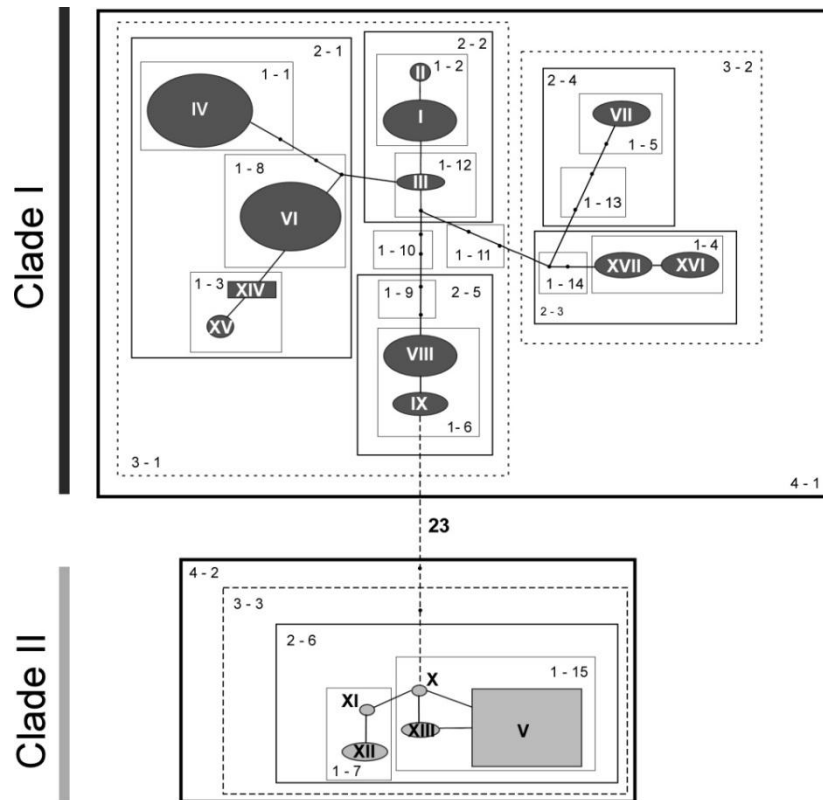 Clade I
2 - 1
1 - 1
IV
1 - 8
VI
1 - 3
XIV
XV
2 - 2
1 - 2
II
I
1 - 12
III
1 - 10
1 - 11
1 - 9
2 - 5
VIII
IX
1 - 6
3 - 1
3 - 2
2 - 4
VII
1 - 5
1 - 13
1 - 4
XVII
XVI
1 - 14
2 - 3
4 - 1
23
Clade II
4 - 2
3 - 3
2 - 6
1 - 15
X
XI
XIII
V
XII
1 - 7